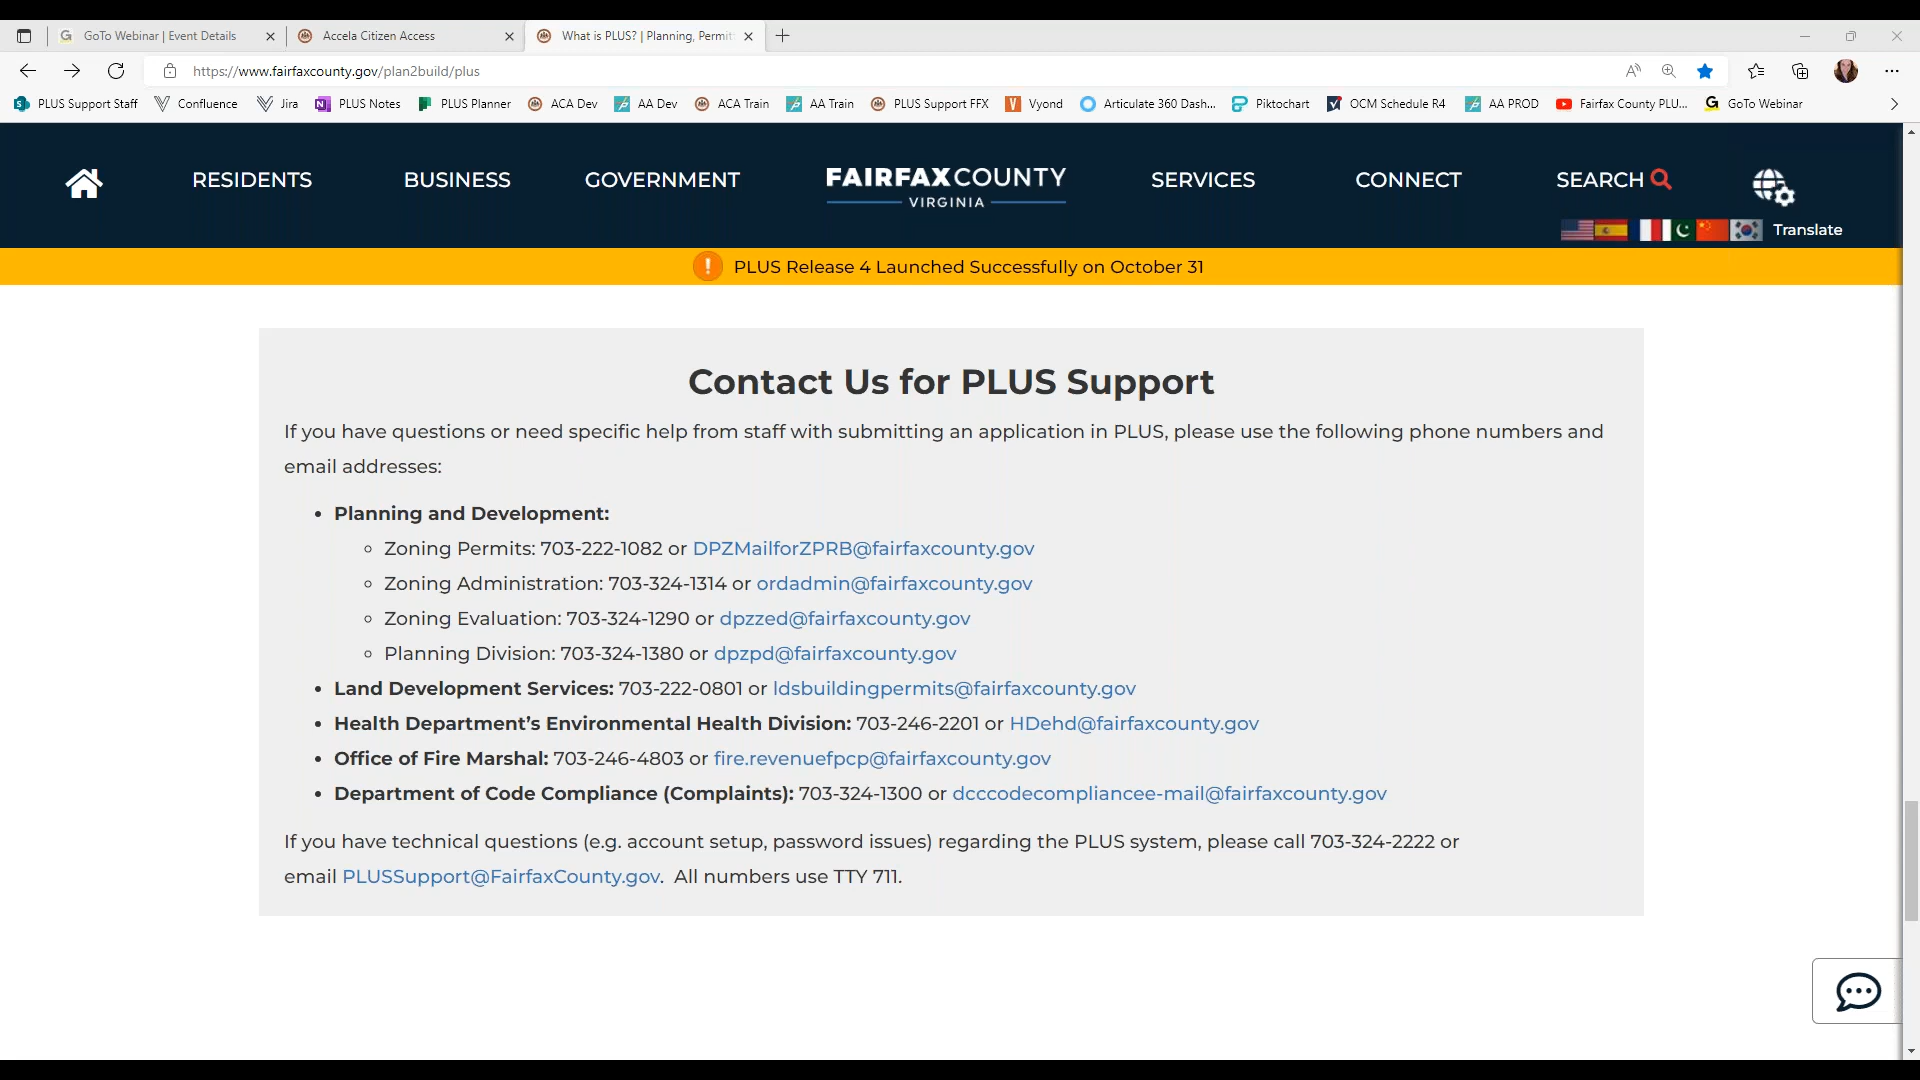 GoTo Webinar | Event Details
Accela Citizen Access
What is PLUS? | Planning, Permit
https://www.fairfaxcounty.gov/plan2build/plus
PLUS Support Staff
Confluence
Jira
PLUS Notes
PLUS Planner
ACA Dev
AA Dev
ACA Train
AA Train
PLUS Support FFX
Vyond
Articulate 360 Dash...
Piktochart
OCM Schedule R4
AA PROD
Fairfax County PLU...
GoTo Webinar
RESIDENTS
BUSINESS
GOVERNMENT
FAIRFAXCOUNTY
VIRGINIA
SERVICES
CONNECT
SEARCH
Translate
PLUS Release 4 Launched Successfully on October 31
Contact Us for PLUS Support
If you have questions or need specific help from staff with submitting an application in PLUS, please use the following phone numbers and
email addresses:
• Planning and Development:
○ Zoning Permits: 703-222-1082 or DPZMailforZPRB@fairfaxcounty.gov
○ Zoning Administration: 703-324-1314 or ordadmin@fairfaxcounty.gov
○ Zoning Evaluation: 703-324-1290 or dpzzed@fairfaxcounty.gov
○ Planning Division: 703-324-1380 or dpzpd@fairfaxcounty.gov
• Land Development Services: 703-222-0801 or ldsbuildingpermits@fairfaxcounty.gov
• Health Department’s Environmental Health Division: 703-246-2201 or HDehd@fairfaxcounty.gov
• Office of Fire Marshal: 703-246-4803 or fire.revenuefpcp@fairfaxcounty.gov
• Department of Code Compliance (Complaints): 703-324-1300 or dcccodecompliancee-mail@fairfaxcounty.gov
If you have technical questions (e.g. account setup, password issues) regarding the PLUS system, please call 703-324-2222 or
email PLUSSupport@FairfaxCounty.gov. All numbers use TTY 711.